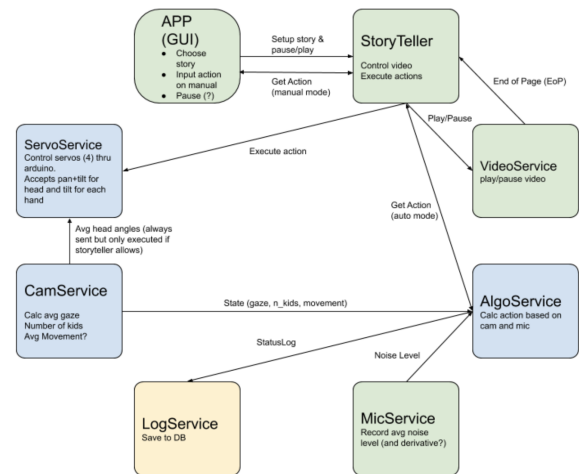 APP
(GUI)
● Choose
story
● Input action
on manual
● Pause (?)
Setup story &
pause/play
Get Action
(manual mode)
StoryTeller
Control video
Execute actions
End of Page (EoP)
Play/Pause
ServoService
Control servos (4) thru
arduino.
Accepts pan+tilt for
head and tilt for each
hand
Execute action
VideoService
play/pause video
Get Action
(auto mode)
Avg head angles (always
sent but only executed if
storyteller allows)
CamService
Calc avg gaze
Number of kids
Avg Movement?
State (gaze, n_kids, movement)
AlgoService
Calc action based on
cam and mic
StatusLog
Noise Level
LogService
Save to DB
MicService
Record avg noise
level (and derivative?)